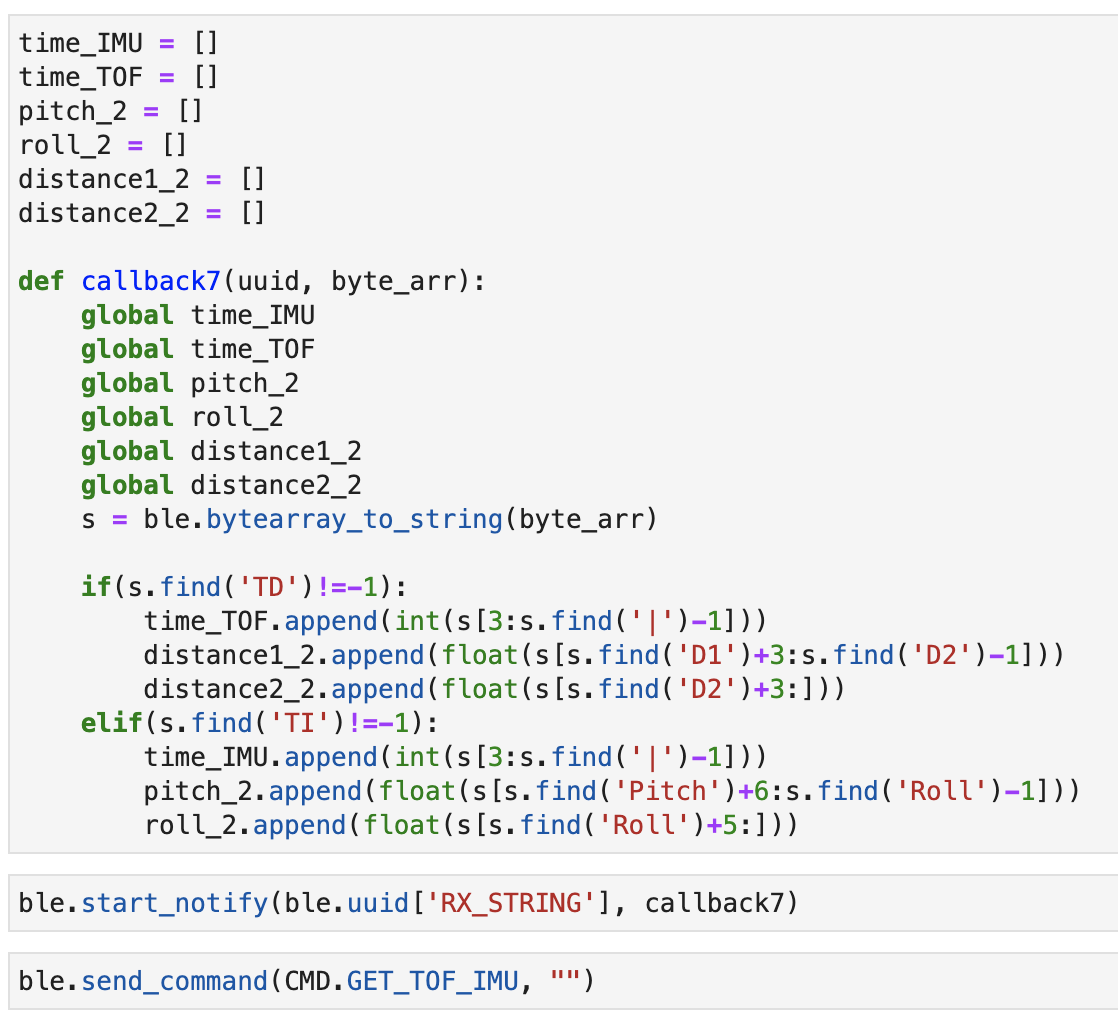 time_IMU = []
time_TOF = []
pitch_2 = []
roll_2 = []
distance1_2 = []
distance2_2 = []

def callback7(uuid, byte_arr):
    global time_IMU
    global time_TOF
    global pitch_2
    global roll_2
    global distance1_2
    global distance2_2
    s = ble.bytearray_to_string(byte_arr)

    if(s.find('TD')!=-1):
        time_TOF.append(int(s[3:s.find('|')-1]))
        distance1_2.append(float(s[s.find('D1')+3:s.find('D2')-1]))
        distance2_2.append(float(s[s.find('D2')+3:]))
    elif(s.find('TI')!=-1):
        time_IMU.append(int(s[3:s.find('|')-1]))
        pitch_2.append(float(s[s.find('Pitch')+6:s.find('Roll')-1]))
        roll_2.append(float(s[s.find('Roll')+5:]))

ble.start_notify(ble.uuid['RX_STRING'], callback7)

ble.send_command(CMD.GET_TOF_IMU, "")